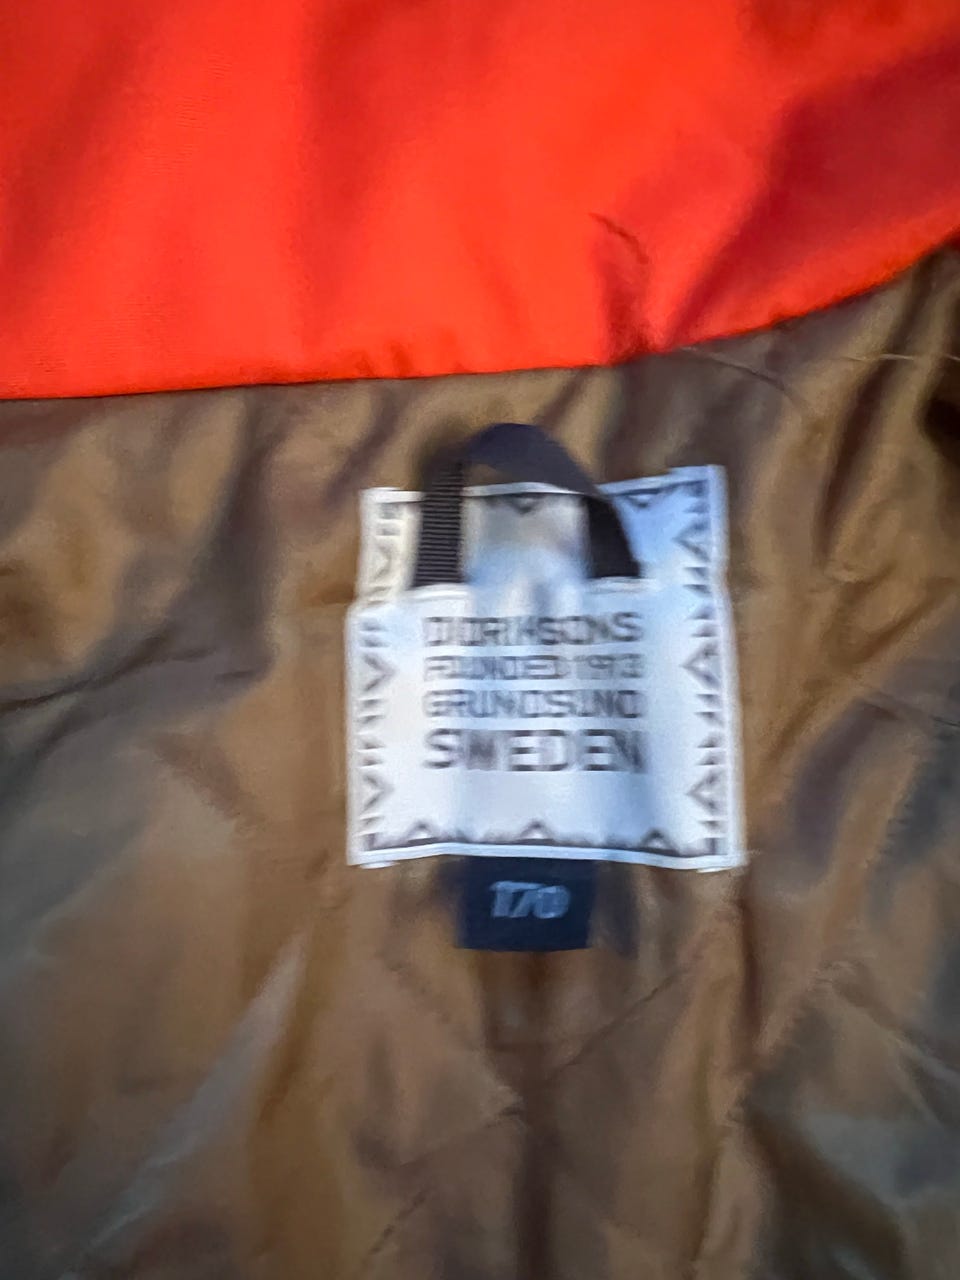 DIDRIKSONS
FOUNDED 1913
GRUNDSUND
SWEDEN
170